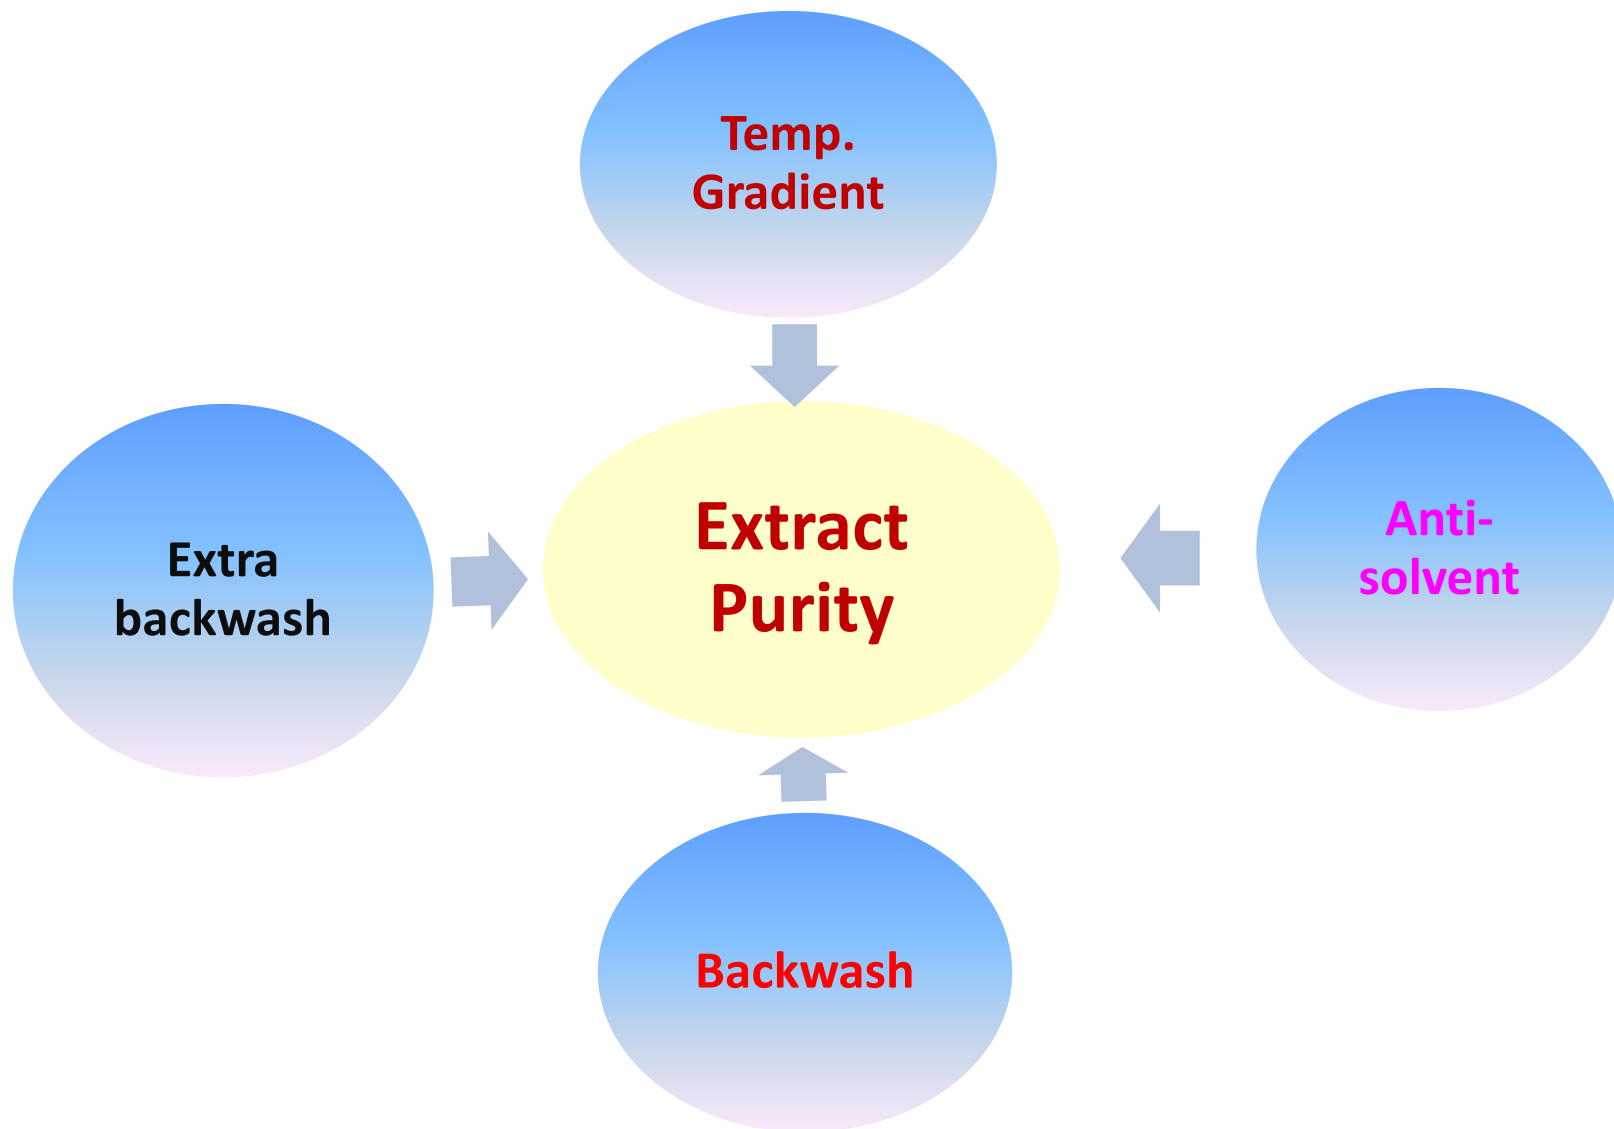 Temp.
Gradient
Extra
backwash
Extract
Purity
Anti-
solvent
Backwash